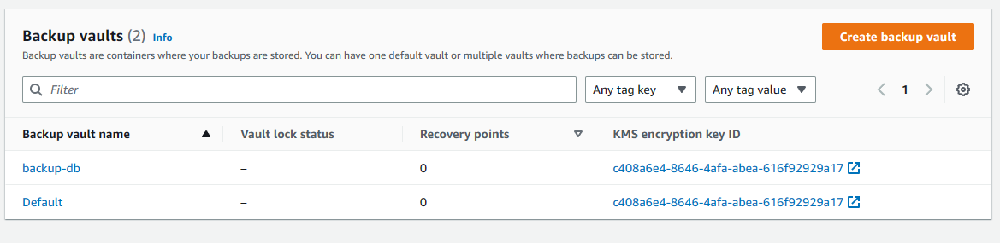 Backup vaults (2) Info
Create backup vault
Backup vaults are containers where your backups are stored. You can have one default vault or multiple vaults where backups can be stored.
Filter
Any tag key
Any tag value
1
Backup vault name Vault lock status Recovery points KMS encryption key ID
backup-db – 0 c408a6e4-8646-4afa-abea-616f92929a17
Default – 0 c408a6e4-8646-4afa-abea-616f92929a17